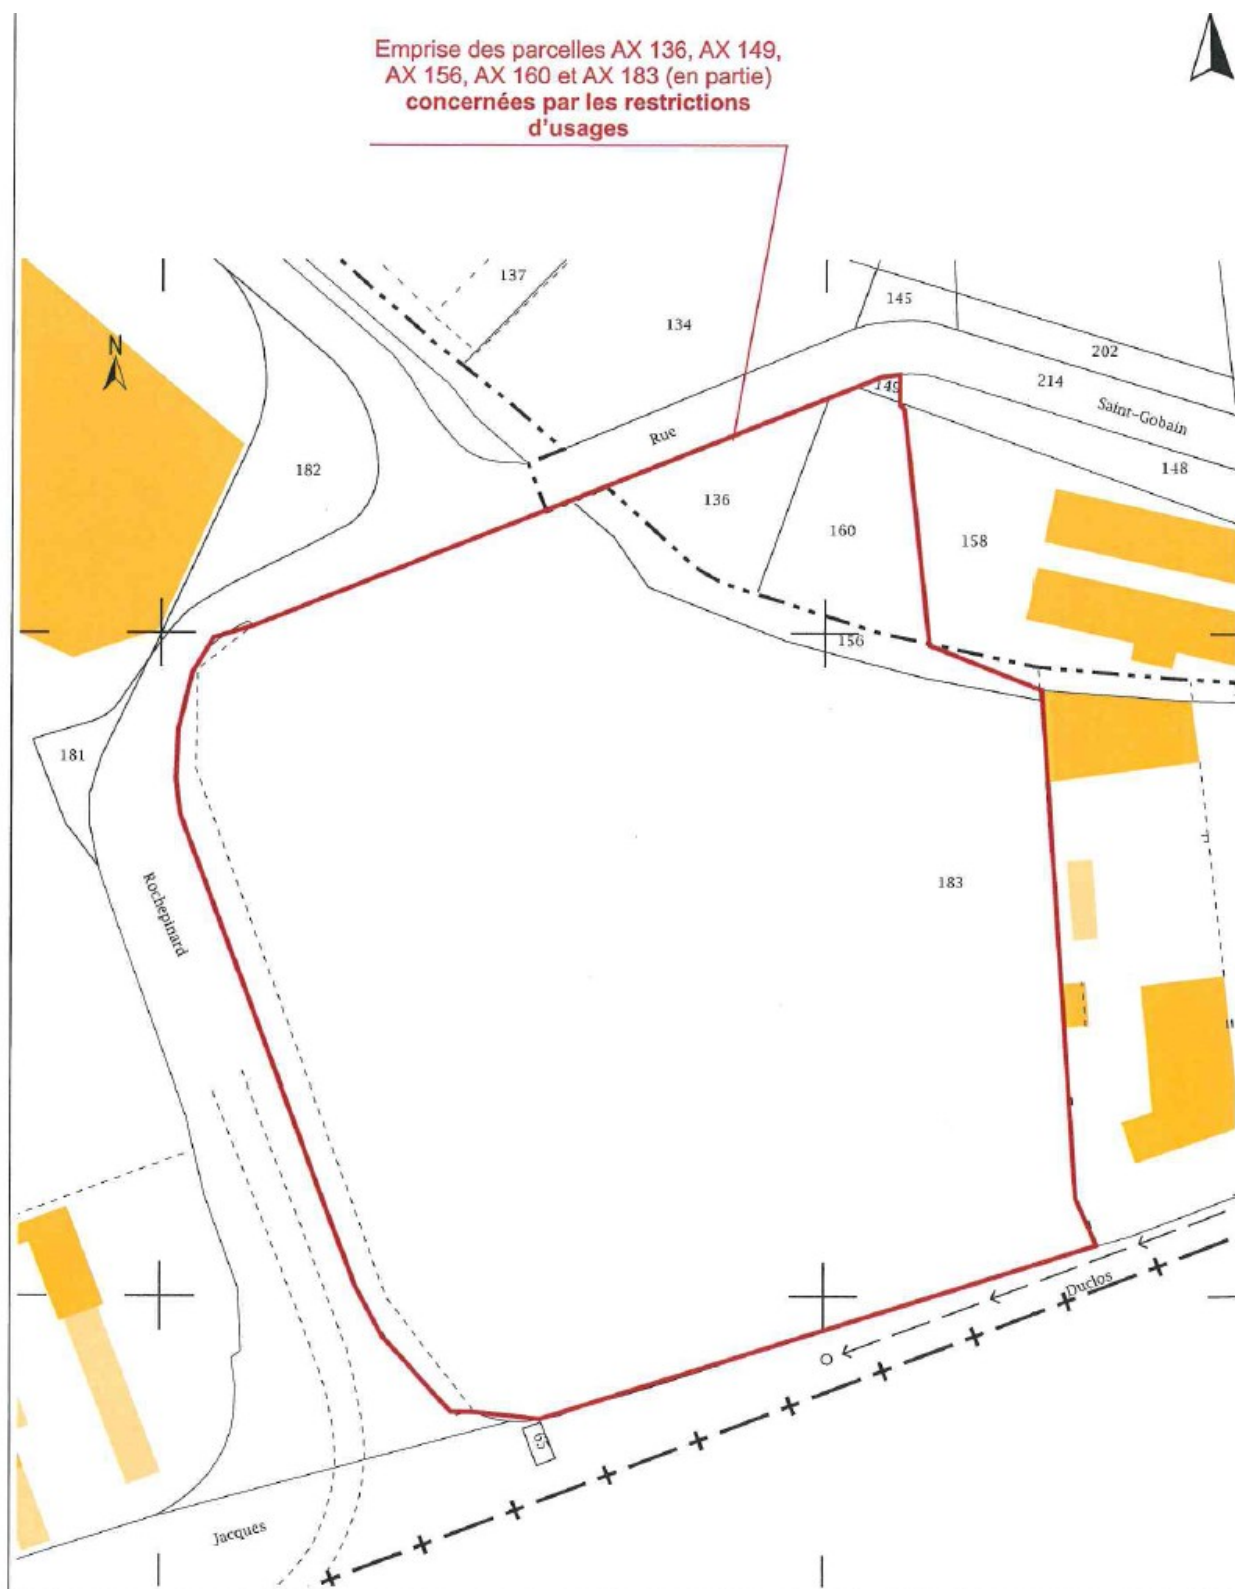 Emprise des parcelles AX 136, AX 149,
AX 156, AX 160 et AX 183 (en partie)
concernées par les restrictions
d'usages
137
145
134
202
N
149
214
Saint-Gobain
Rue
182
148
136
160
158
156
181
183
Rochepinard
Duclos
65
Jacques